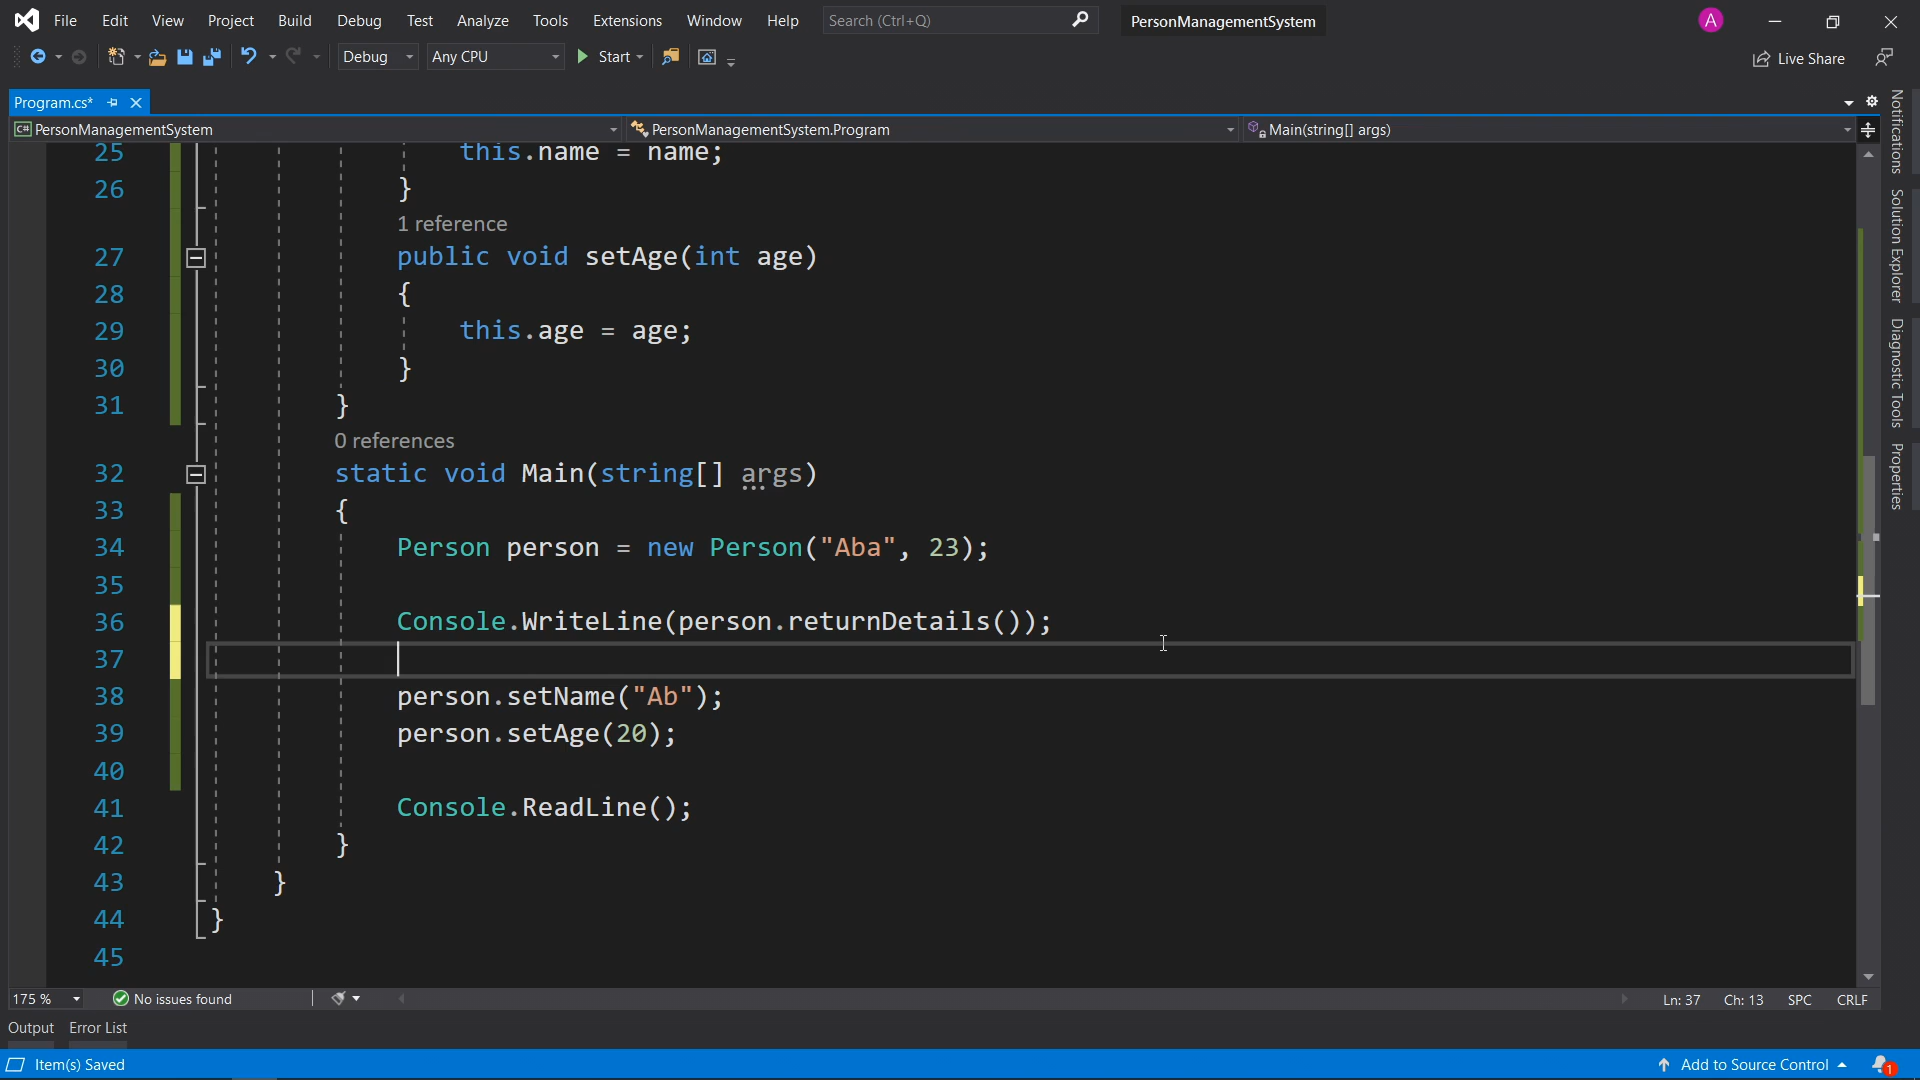 File Edit View Project Build Debug Test Analyze Tools Extensions Window Help Search (Ctrl+Q) PersonManagementSystem A
Debug Any CPU Start Live Share
Program.cs*
C# PersonManagementSystem PersonManagementSystem.Program Main(string[] args)
25 this.name = name;
26 }
1 reference
27 public void setAge(int age)
28 {
29 this.age = age;
30 }
31 }
0 references
32 static void Main(string[] args)
33 {
34 Person person = new Person("Aba", 23);
35
36 Console.WriteLine(person.returnDetails());
37
38 person.setName("Ab");
39 person.setAge(20);
40
41 Console.ReadLine();
42 }
43 }
44 }
45
Notifications
Solution Explorer
Diagnostic Tools
Properties
175 % No issues found Ln: 37 Ch: 13 SPC CRLF
Output Error List
Item(s) Saved Add to Source Control 1